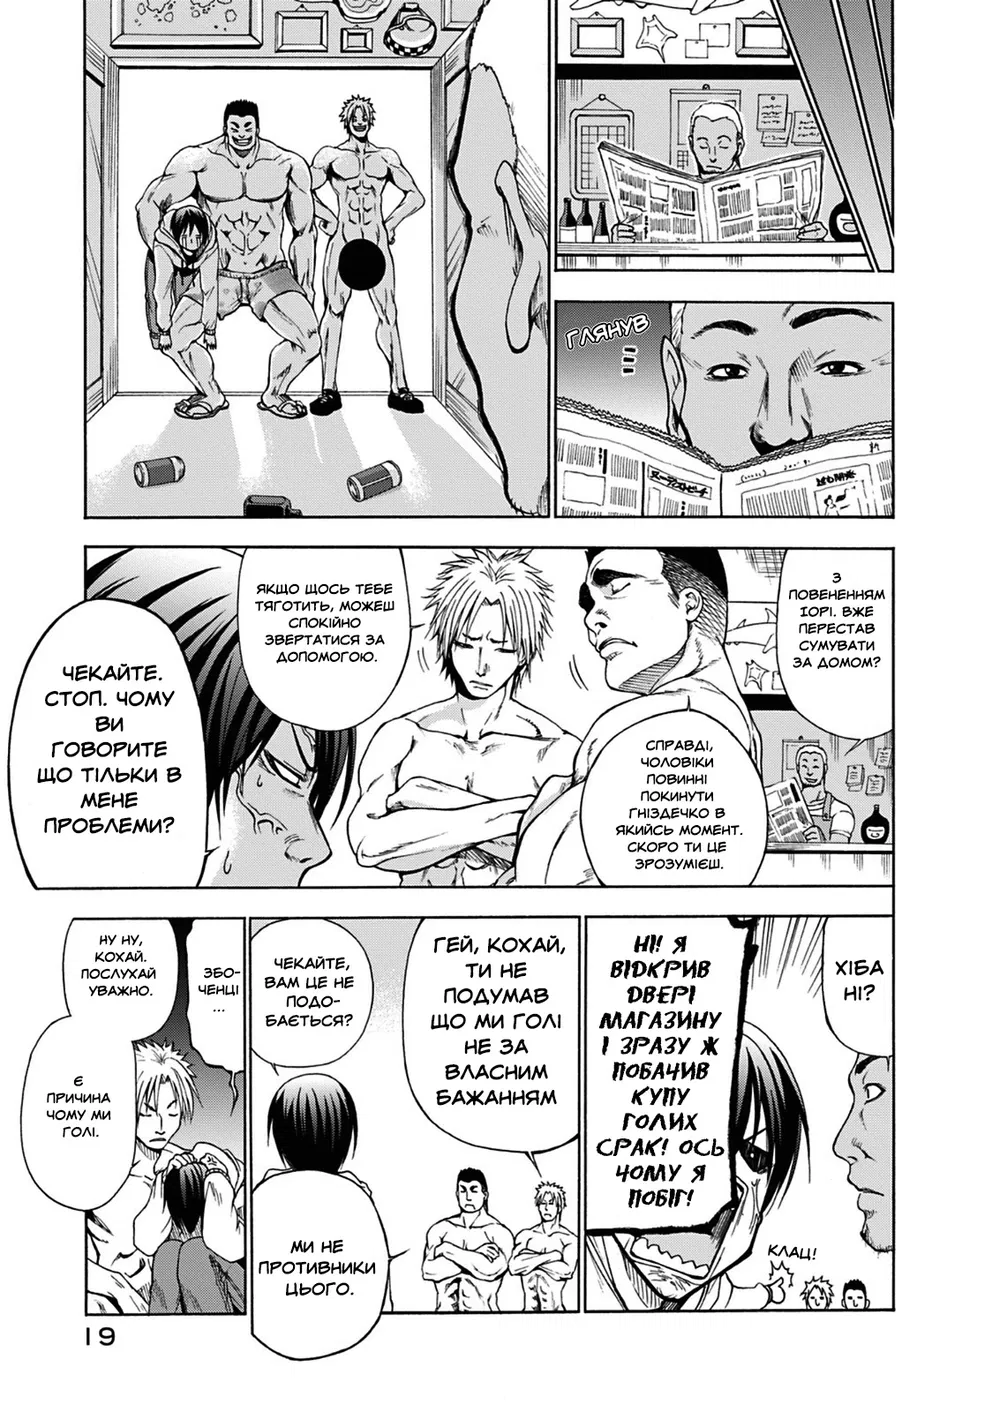 ГЛЯНУВ
З
ПОВЕНЕННЯМ
ІОРІ. ВЖЕ
ПЕРЕСТАВ
СУМУВАТИ
ЗА ДОМОМ?
СПРАВДІ,
ЧОЛОВІКИ
ПОВИННІ
ПОКИНУТИ
ГНІЗДЕЧКО В
ЯКИЙСЬ МОМЕНТ.
СКОРО ТИ ЦЕ
ЗРОЗУМІЄШ.
ЯКЩО ЩОСЬ ТЕБЕ
ТЯГОТИТЬ, МОЖЕШ
СПОКІЙНО
ЗВЕРТАТИСЯ ЗА
ДОПОМОГОЮ.
ЧЕКАЙТЕ.
СТОП. ЧОМУ
ВИ
ГОВОРИТЕ
ЩО ТІЛЬКИ В
МЕНЕ
ПРОБЛЕМИ?
ХІБА
НІ?
НІ! Я
ВІДКРИВ
ДВЕРІ
МАГАЗИНУ
І ЗРАЗУ Ж
ПОБАЧИВ
КУПУ
ГОЛИХ
СРАК! ОСЬ
ЧОМУ Я
ПОБІГ!
КЛАЦ!
ГЕЙ, КОХАЙ,
ТИ НЕ
ПОДУМАВ
ЩО МИ ГОЛІ
НЕ ЗА
ВЛАСНИМ
БАЖАННЯМ
ЧЕКАЙТЕ,
ВАМ ЦЕ НЕ
ПОДО-
БАЄТЬСЯ?
МИ НЕ
ПРОТИВНИКИ
ЦЬОГО.
ЗБО-
ЧЕНЦІ
...
НУ НУ,
КОХАЙ.
ПОСЛУХАЙ
УВАЖНО.
Є
ПРИЧИНА
ЧОМУ МИ
ГОЛІ.
19